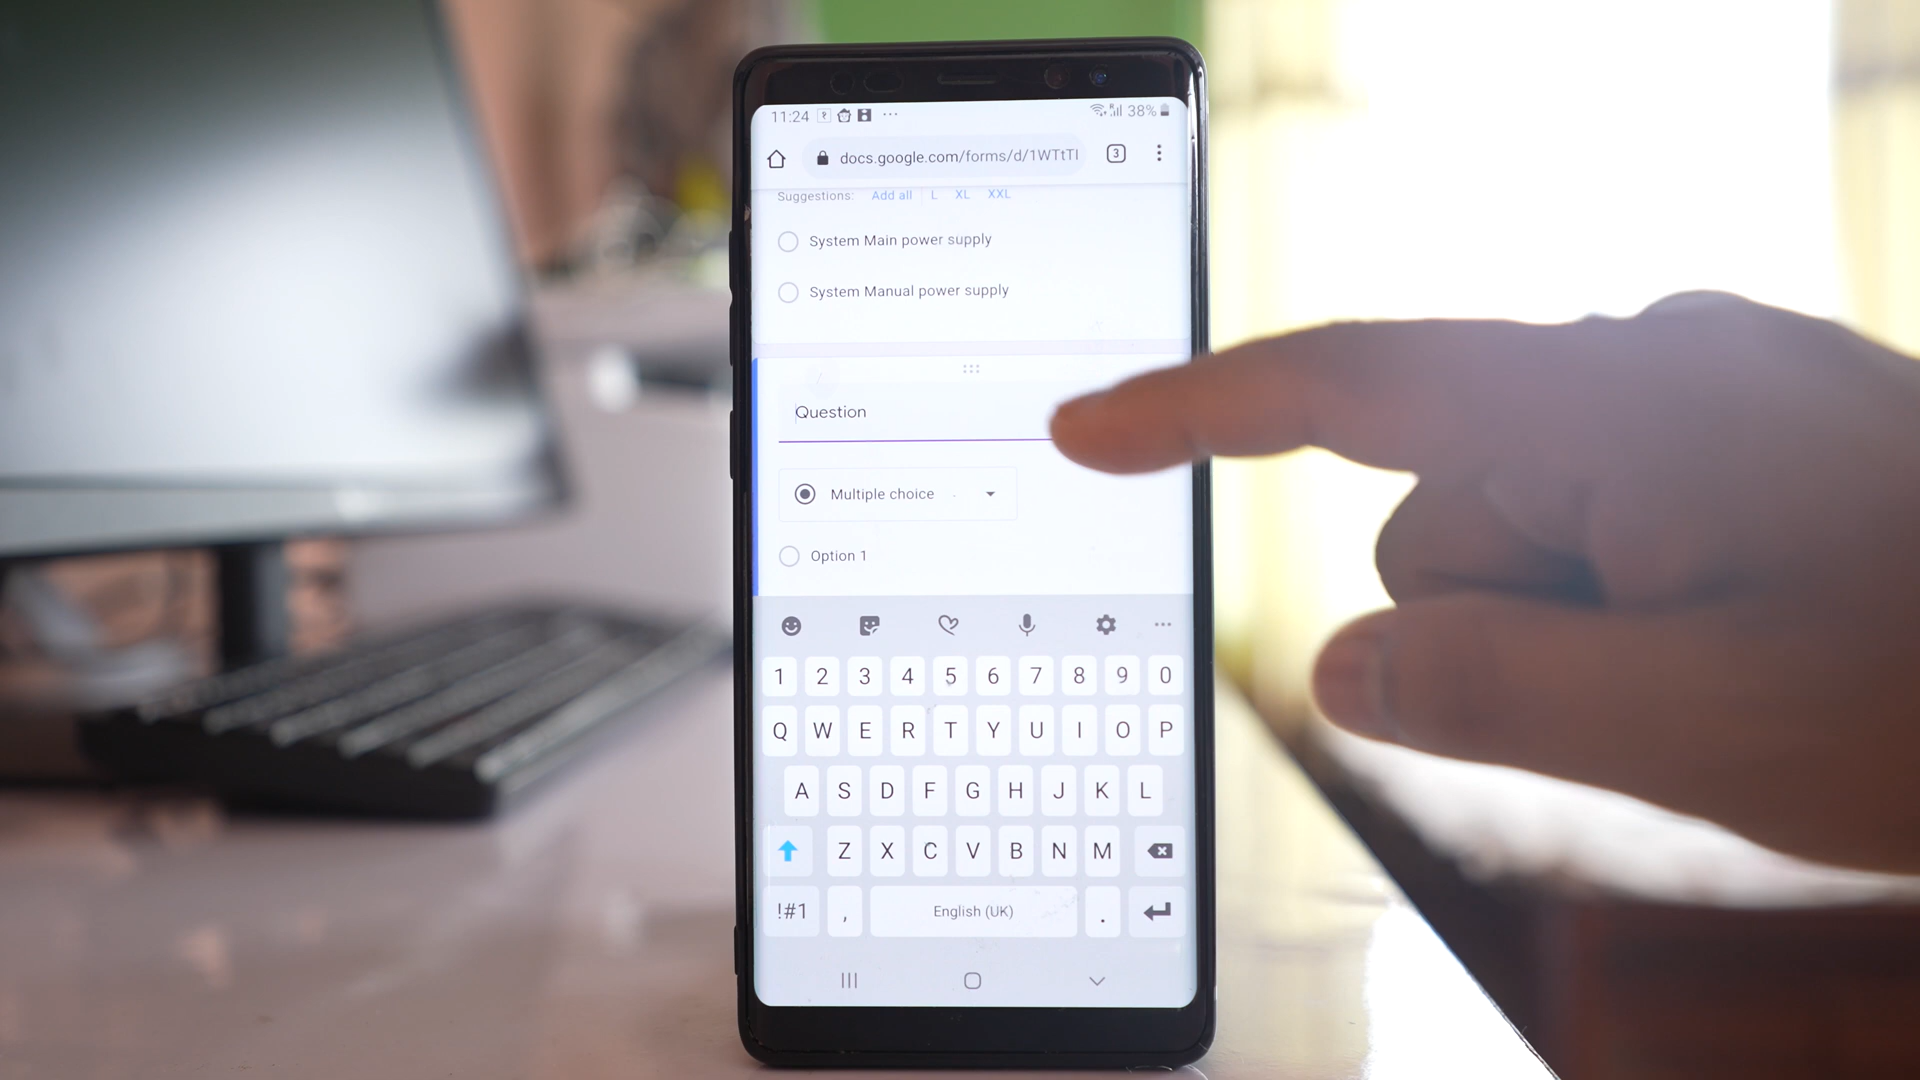 11:24 38%
docs.google.com/forms/d/1WTtTI 3
Suggestions: Add all L XL XXL
System Main power supply
System Manual power supply
Question
Multiple choice
Option 1
1 2 3 4 5 6 7 8 9 0
Q W E R T Y U I O P
A S D F G H J K L
Z X C V B N M
!#1 , English (UK) .